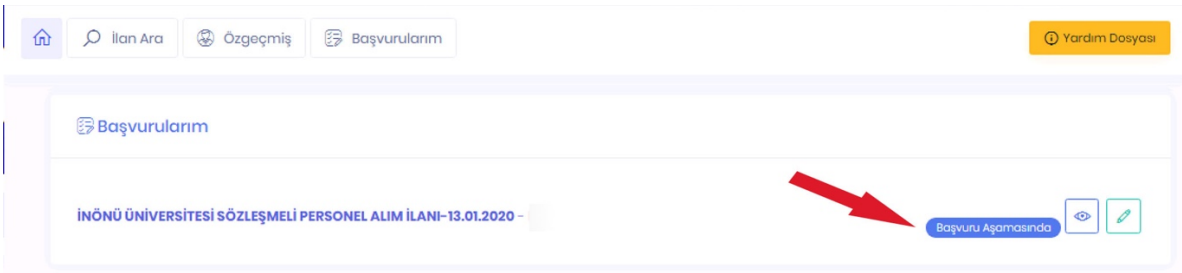 İlan Ara Özgeçmiş Başvurularım Yardım Dosyası
Başvurularım
İNÖNÜ ÜNİVERSİTESİ SÖZLEŞMELİ PERSONEL ALIM İLANI-13.01.2020 -
Başvuru Aşamasında